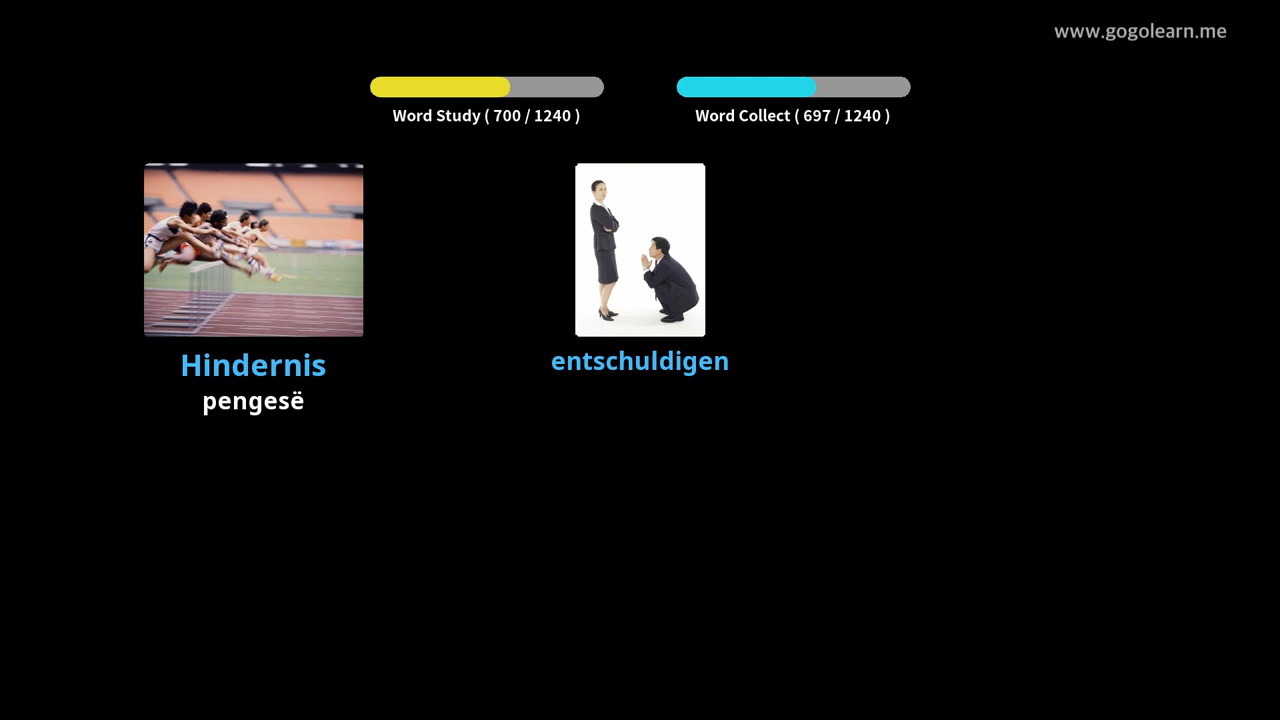 www.gogolearn.me
Word Study ( 700 / 1240 )
Word Collect ( 697 / 1240 )
Hindernis
pengesë
entschuldigen